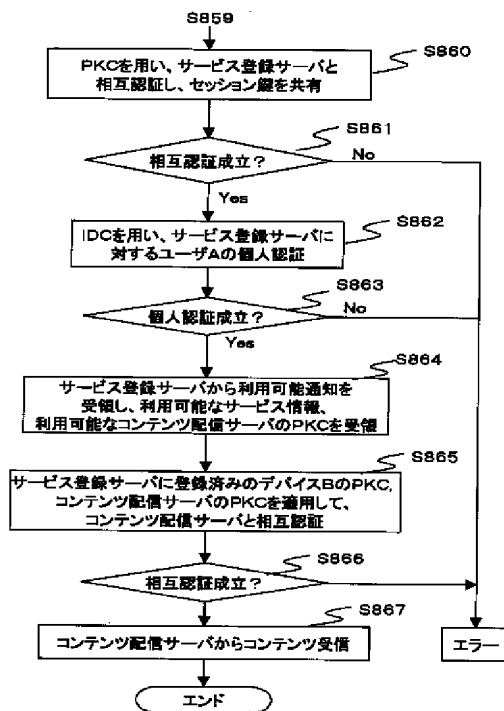 S859
S860
PKCを用い、サービス登録サーバと
相互認証し、セッション鍵を共有
S861
相互認証成立？
No
Yes
S862
IDCを用い、サービス登録サーバに
対するユーザAの個人認証
S863
個人認証成立？
No
Yes
S864
サービス登録サーバから利用可能通知を
受領し、利用可能なサービス情報、
利用可能なコンテンツ配信サーバのPKCを受領
S865
サービス登録サーバに登録済みのデバイスBのPKC,
コンテンツ配信サーバのPKCを適用して、
コンテンツ配信サーバと相互認証
S866
相互認証成立？
S867
コンテンツ配信サーバからコンテンツ受信
エラー
エンド